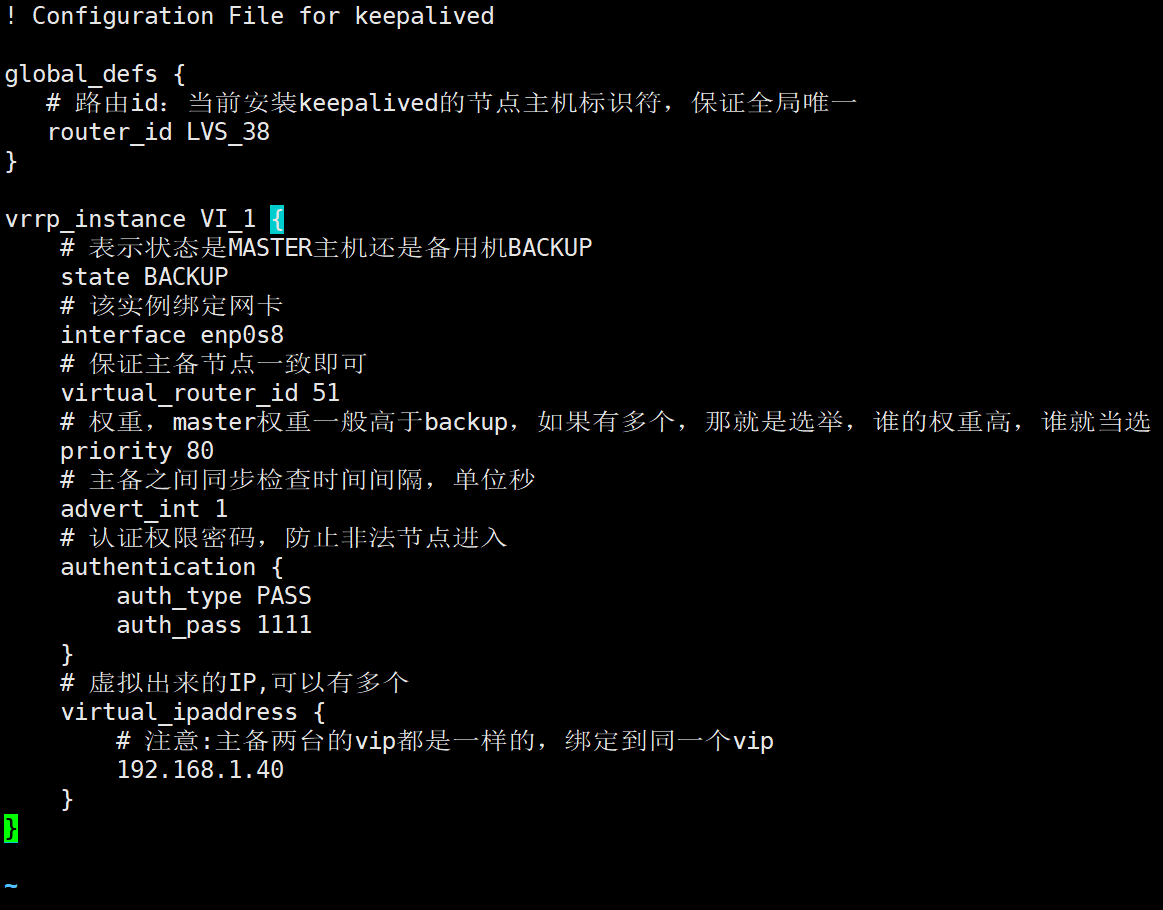 ! Configuration File for keepalived
global_defs {
# 路由id：当前安装keepalived的节点主机标识符，保证全局唯一
router_id LVS_38
}
vrrp_instance VI_1 {
# 表示状态是MASTER主机还是备用机BACKUP
state BACKUP
# 该实例绑定网卡
interface enp0s8
# 保证主备节点一致即可
virtual_router_id 51
# 权重，master权重一般高于backup，如果有多个，那就是选举，谁的权重高，谁就当选
priority 80
# 主备之间同步检查时间间隔，单位秒
advert_int 1
# 认证权限密码，防止非法节点进入
authentication {
auth_type PASS
auth_pass 1111
}
# 虚拟出来的IP,可以有多个
virtual_ipaddress {
# 注意:主备两台的vip都是一样的，绑定到同一个vip
192.168.1.40
}
}
~